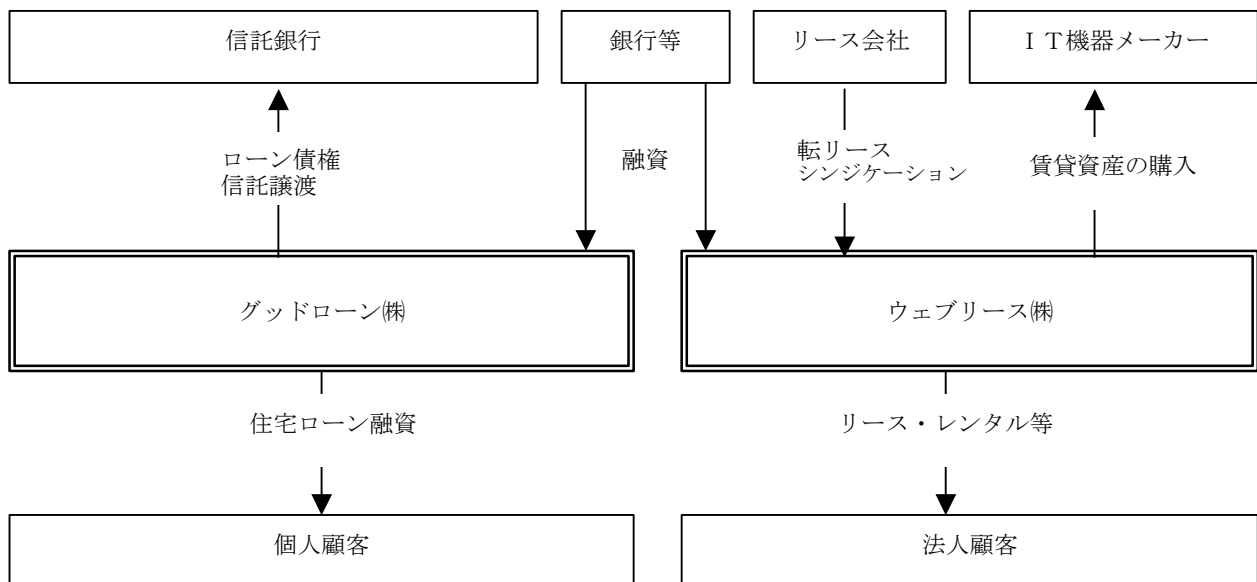 信託銀行
銀行等
リース会社
ＩＴ機器メーカー
ローン債権
信託譲渡
融資
転リース
シンジケーション
賃貸資産の購入
グッドローン㈱
ウェブリース㈱
住宅ローン融資
リース・レンタル等
個人顧客
法人顧客